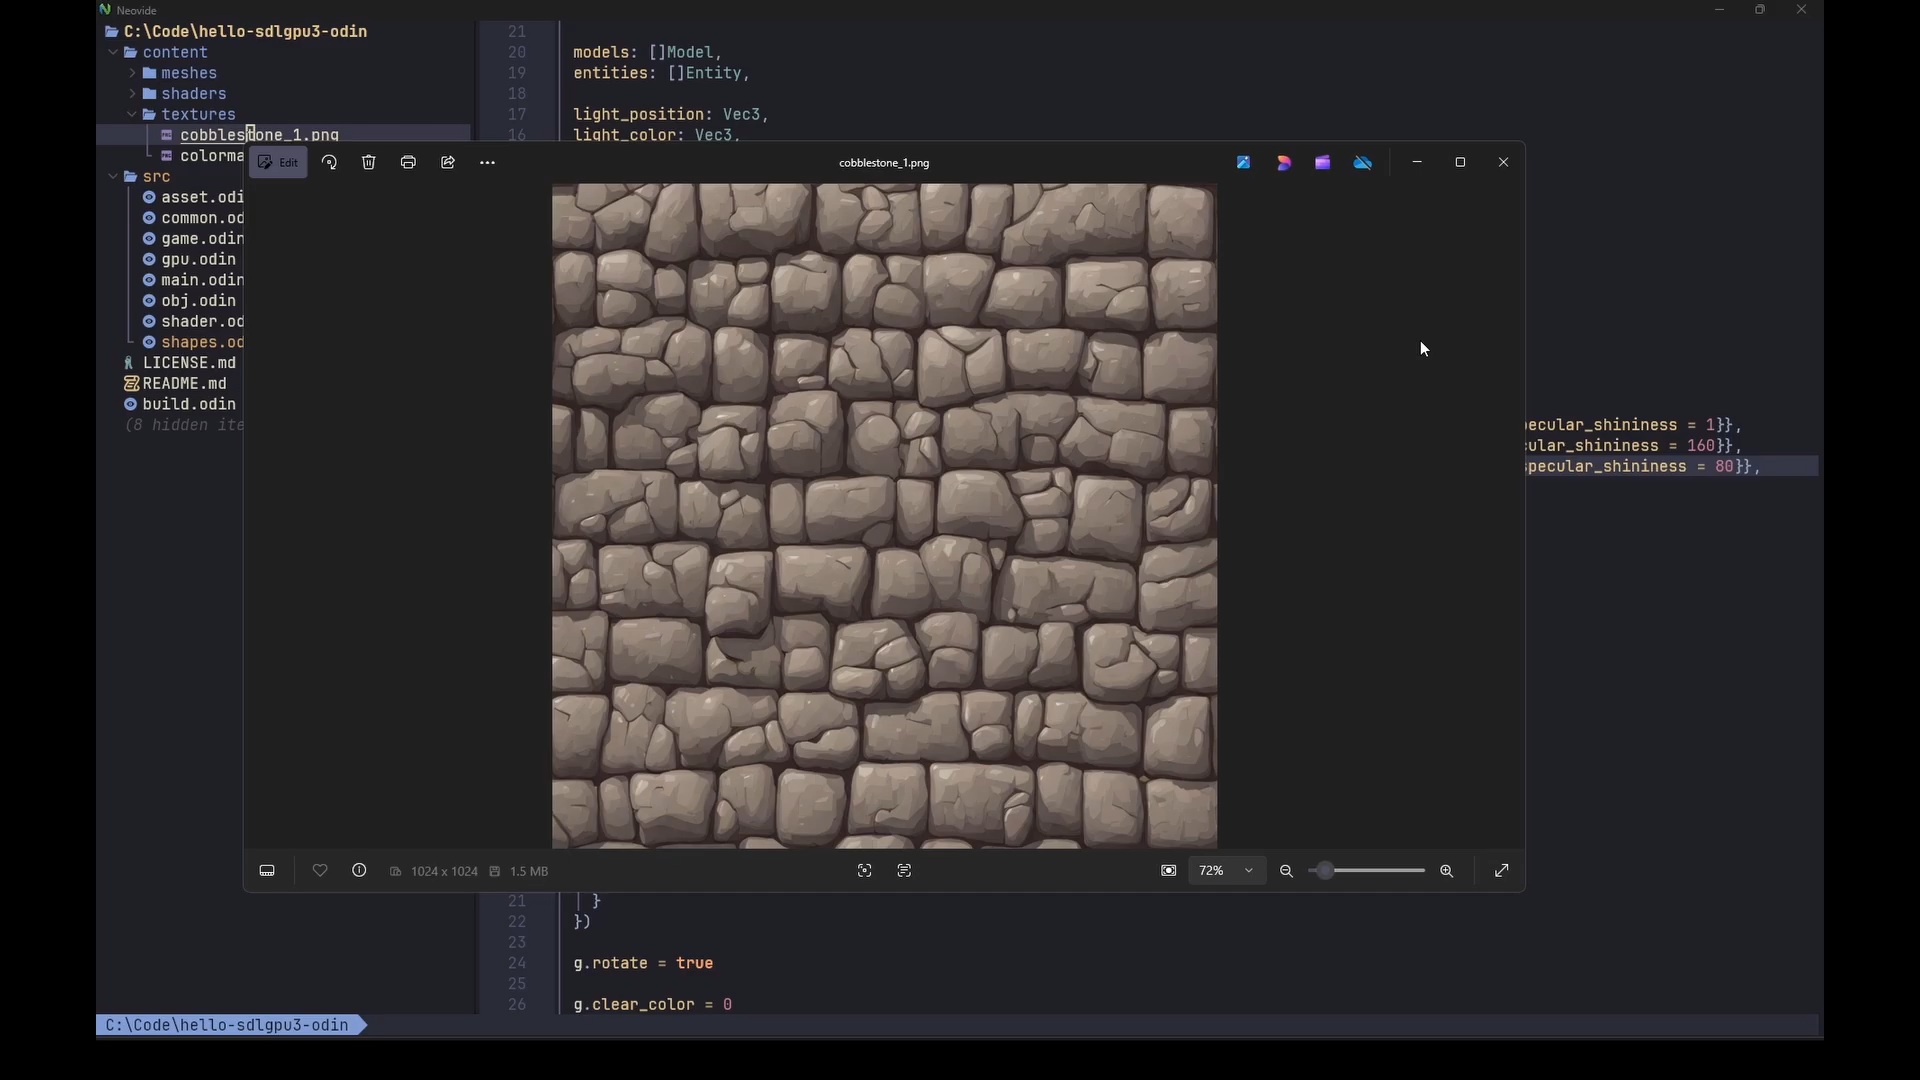 Neovide
C:\Code\hello-sdlgpu3-odin
content
meshes
shaders
textures
cobblestone_1.png
colorma
src
asset.odi
common.od
game.odin
gpu.odin
main.odin
obj.odin
shader.od
shapes.od
LICENSE.md
README.md
build.odin
(8 hidden ite
21
20 models: []Model,
19 entities: []Entity,
18
17 light_position: Vec3,
16 light_color: Vec3,
Edit
cobblestone_1.png
ecular_shininess = 1}},
ular_shininess = 160}},
specular_shininess = 80}},
1024 x 1024 1.5 MB
72%
21 }
22 })
23
24 g.rotate = true
25
26 g.clear_color = 0
C:\Code\hello-sdlgpu3-odin